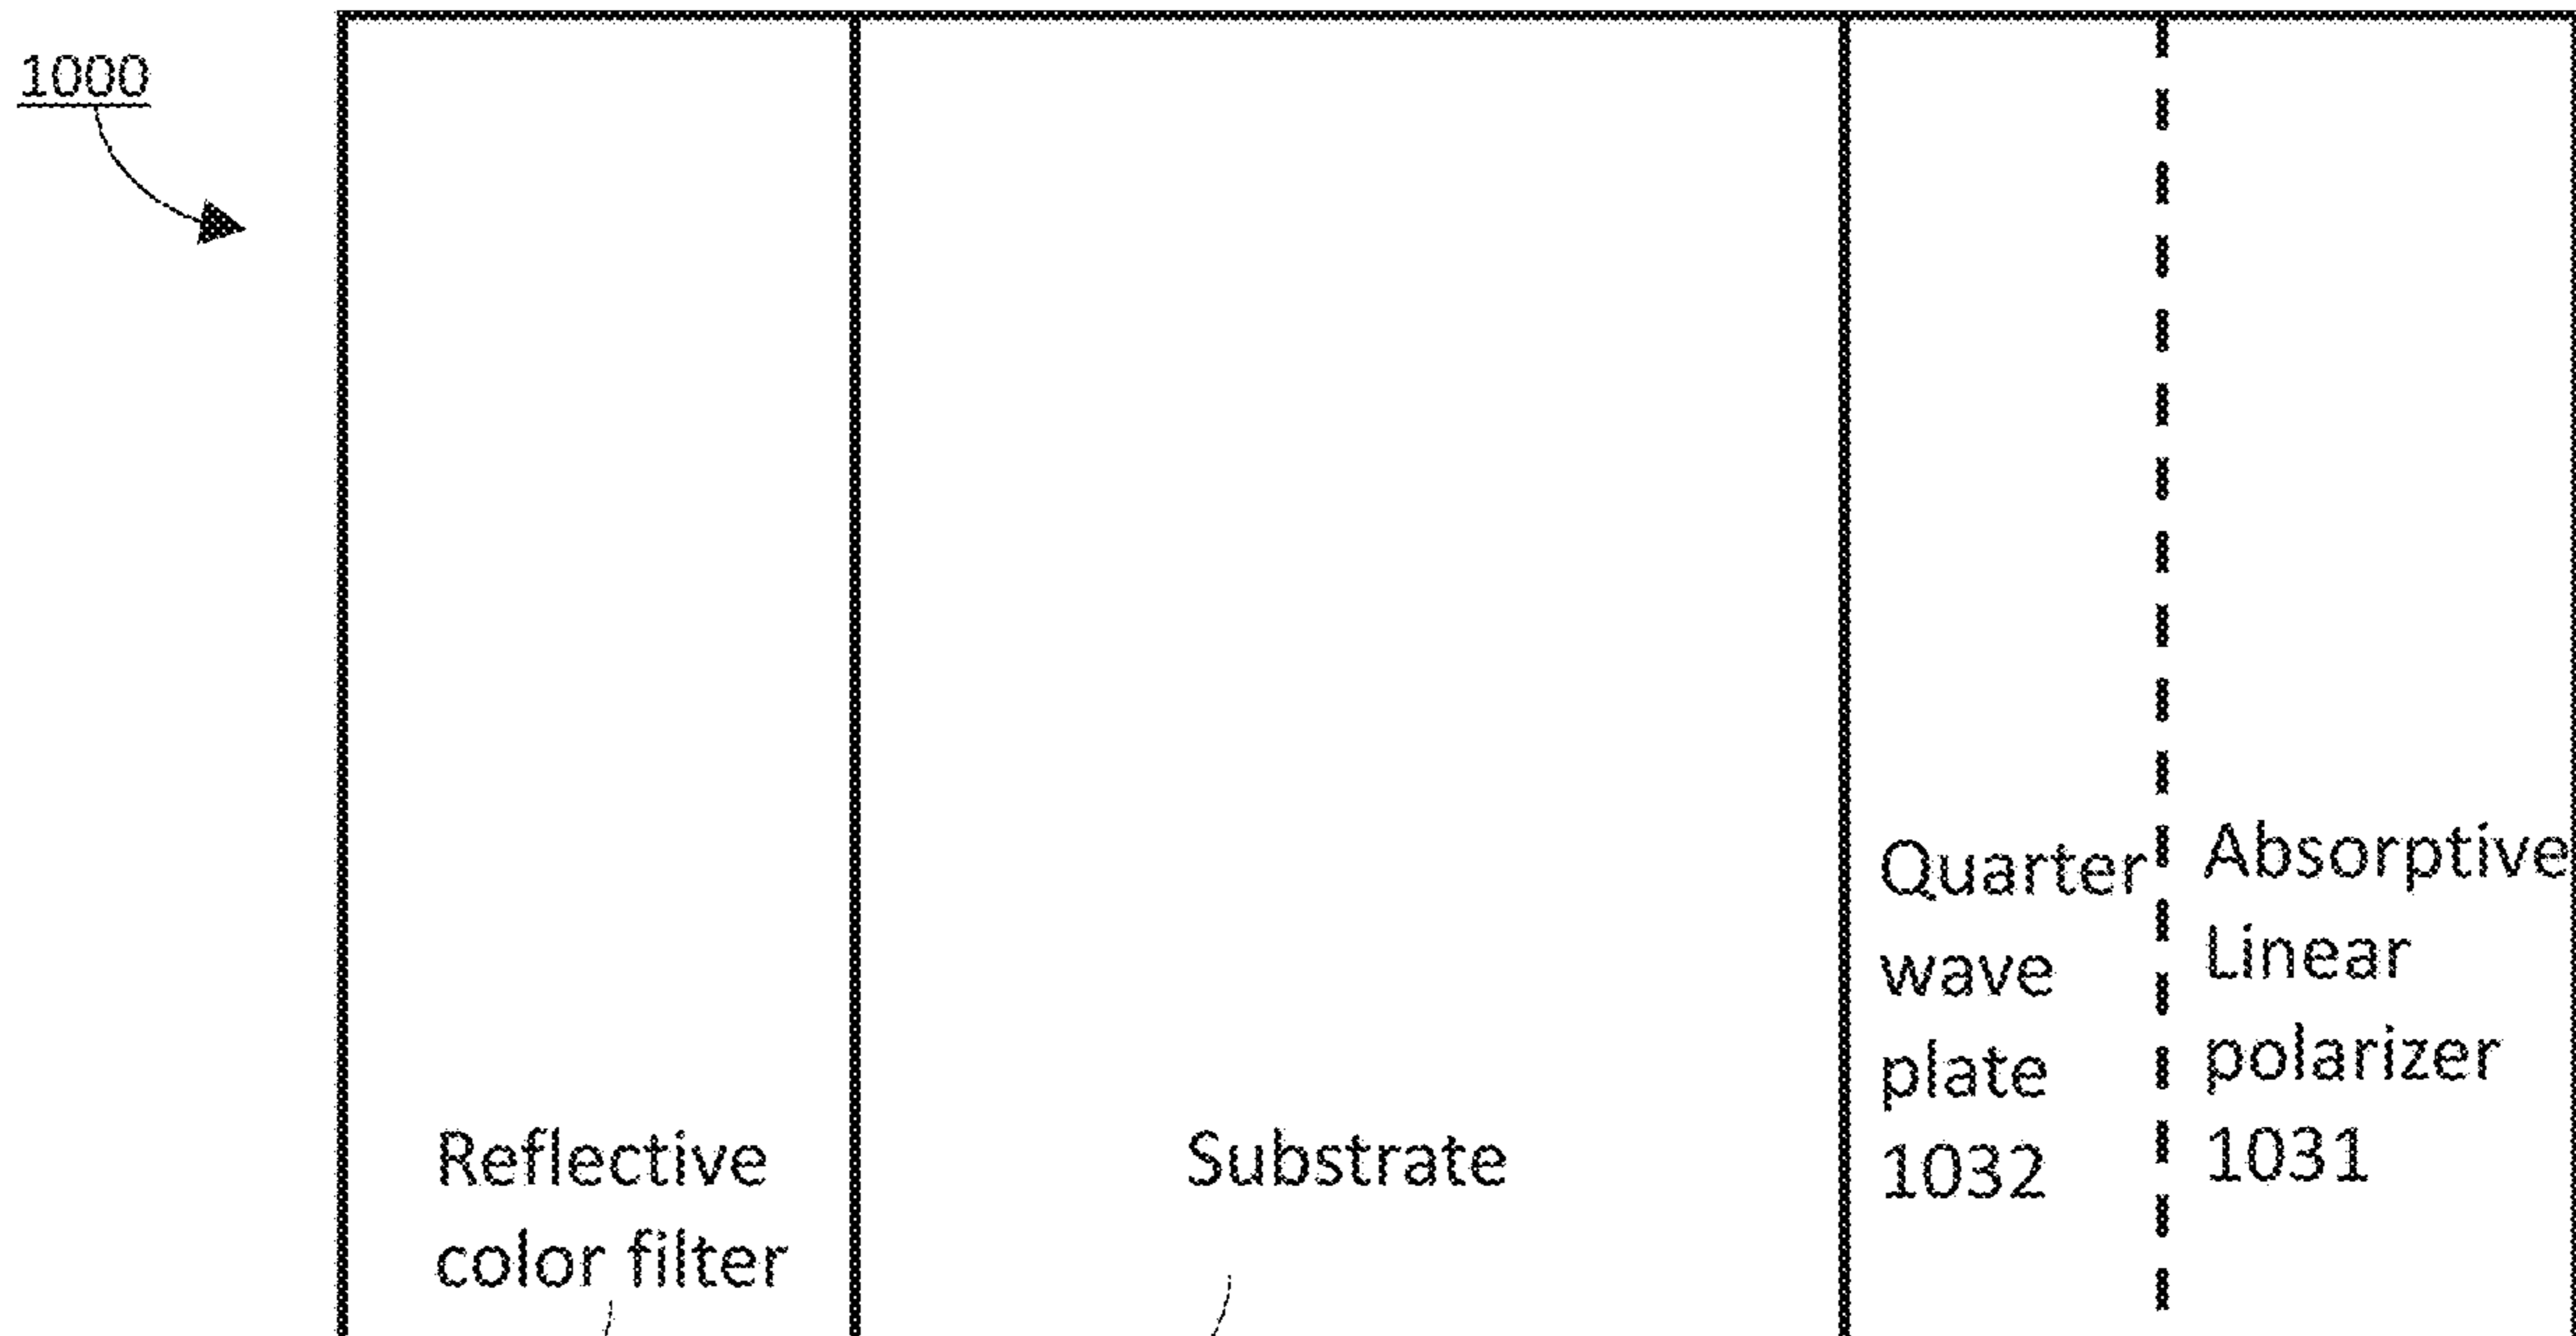 1000
Reflective
color filter
Substrate
Quarter
wave
plate
1032
Absorptive
Linear
polarizer
1031